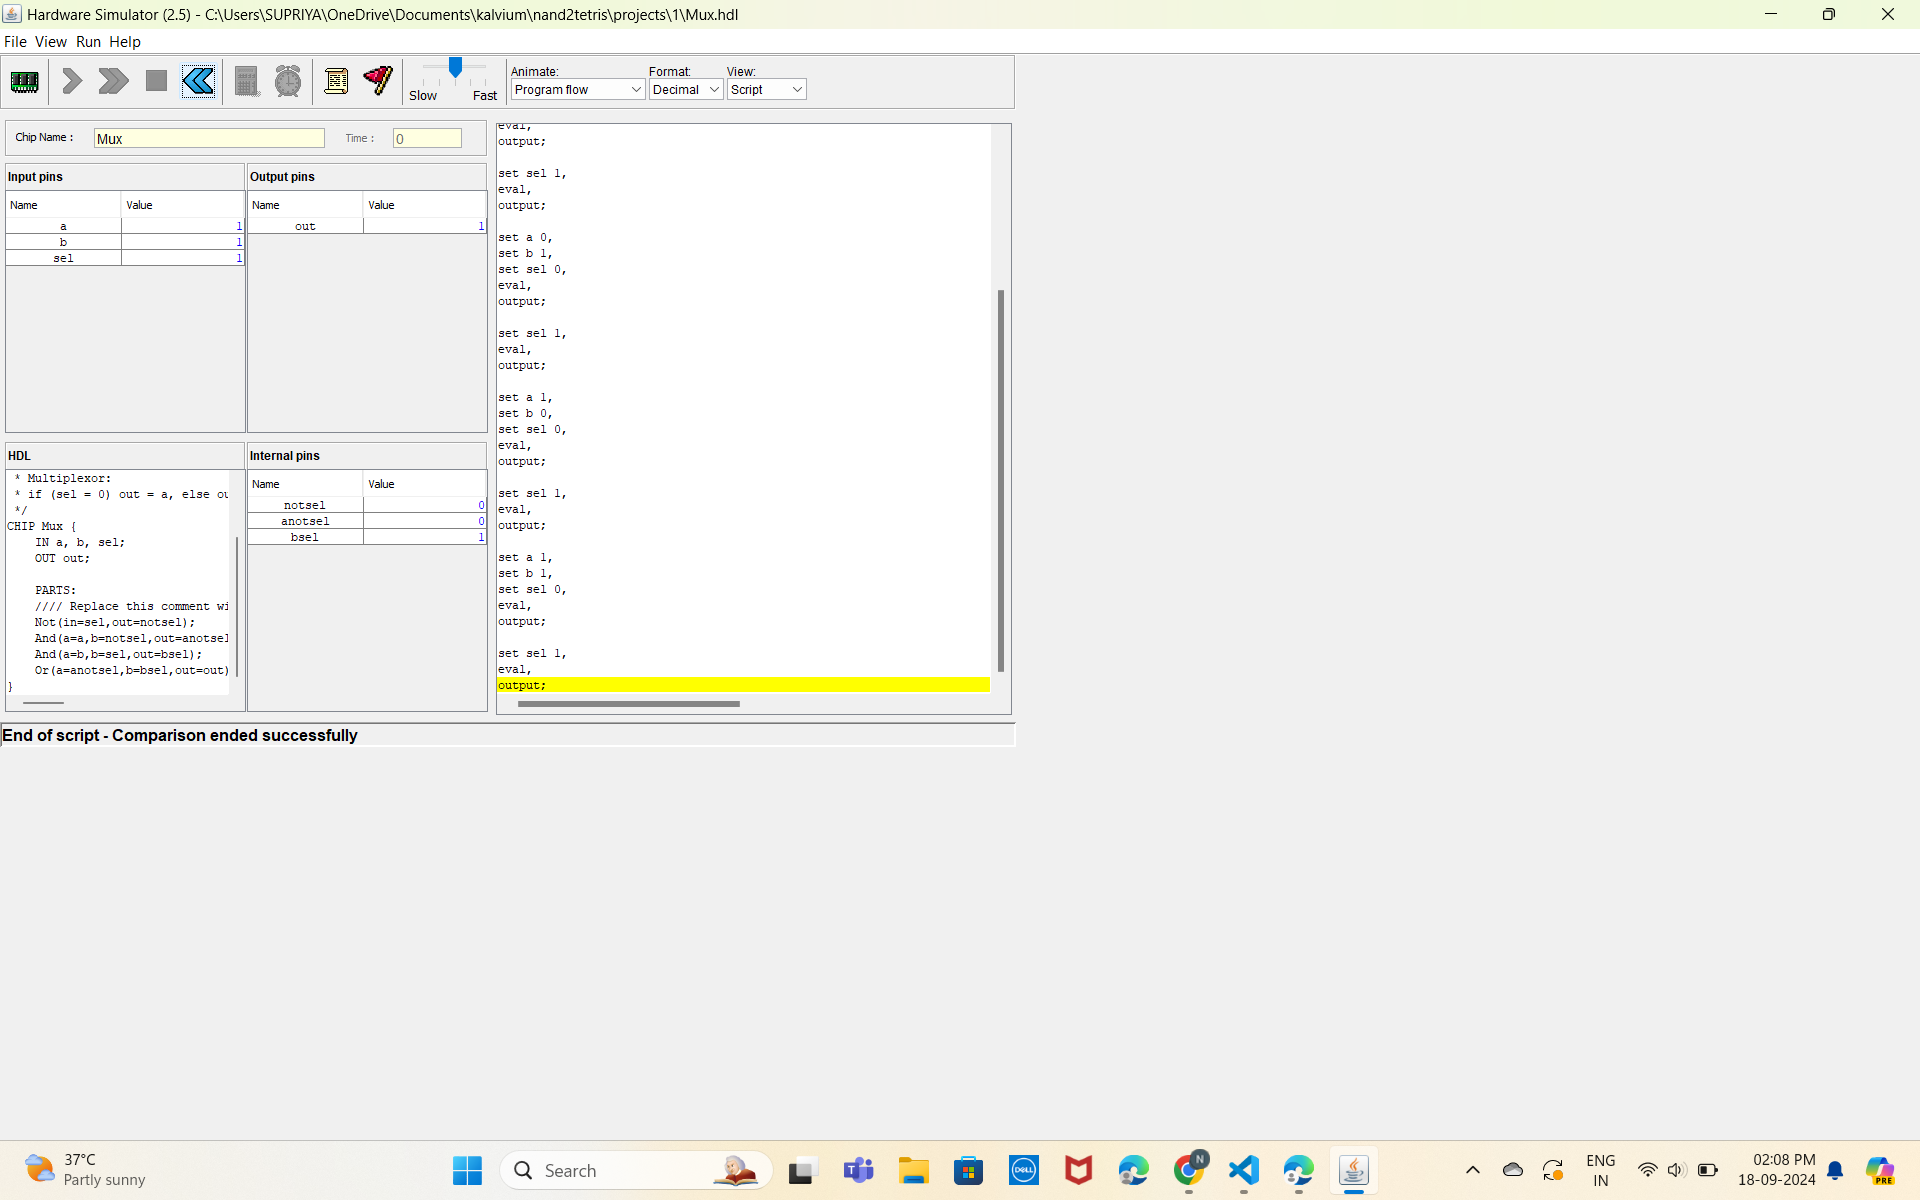 Hardware Simulator (2.5) - C:\Users\SUPRIYA\OneDrive\Documents\kalvium\nand2tetris\projects\1\Mux.hdl
File View Run Help
Slow Fast
Animate:
Program flow
Format:
Decimal
View:
Script
Chip Name :
Mux
Time :
0
Input pins
Name Value
a 1
b 1
sel 1
Output pins
Name Value
out 1
HDL
* Multiplexor:
* if (sel = 0) out = a, else ou
*/
CHIP Mux {
IN a, b, sel;
OUT out;
PARTS:
//// Replace this comment wi
Not(in=sel,out=notsel);
And(a=a,b=notsel,out=anotsel
And(a=b,b=sel,out=bsel);
Or(a=anotsel,b=bsel,out=out)
}
Internal pins
Name Value
notsel 0
anotsel 0
bsel 1
eval,
output;
set sel 1,
eval,
output;
set a 0,
set b 1,
set sel 0,
eval,
output;
set sel 1,
eval,
output;
set a 1,
set b 0,
set sel 0,
eval,
output;
set sel 1,
eval,
output;
set a 1,
set b 1,
set sel 0,
eval,
output;
set sel 1,
eval,
output;
End of script - Comparison ended successfully
37°C
Partly sunny
Search
DELL
N
ENG
IN
02:08 PM
18-09-2024
PRE